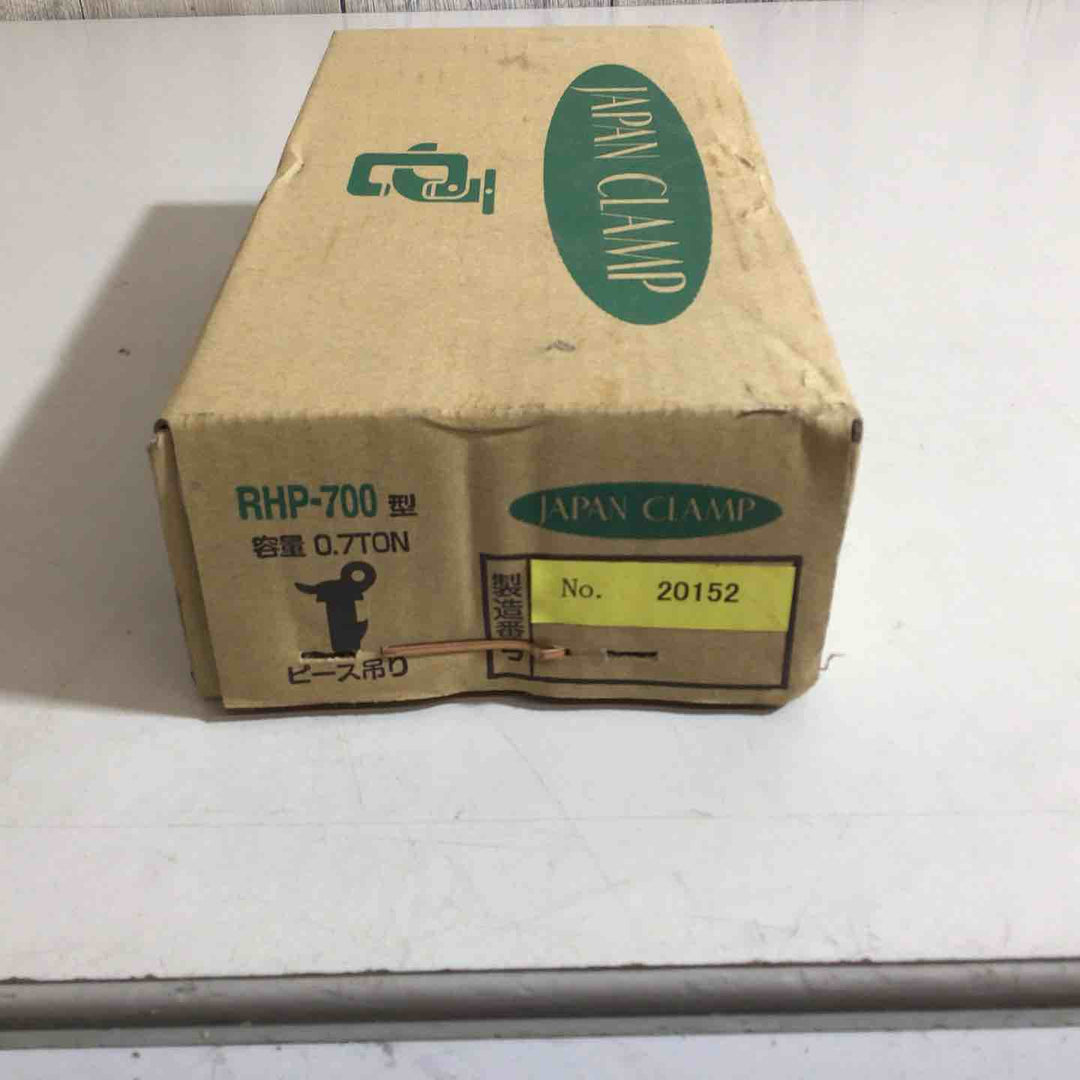 JAPAN CLAMP
RHP-700 型
容量 0.7TON
ピース吊り
JAPAN CLAMP
製造番号
No. 20152